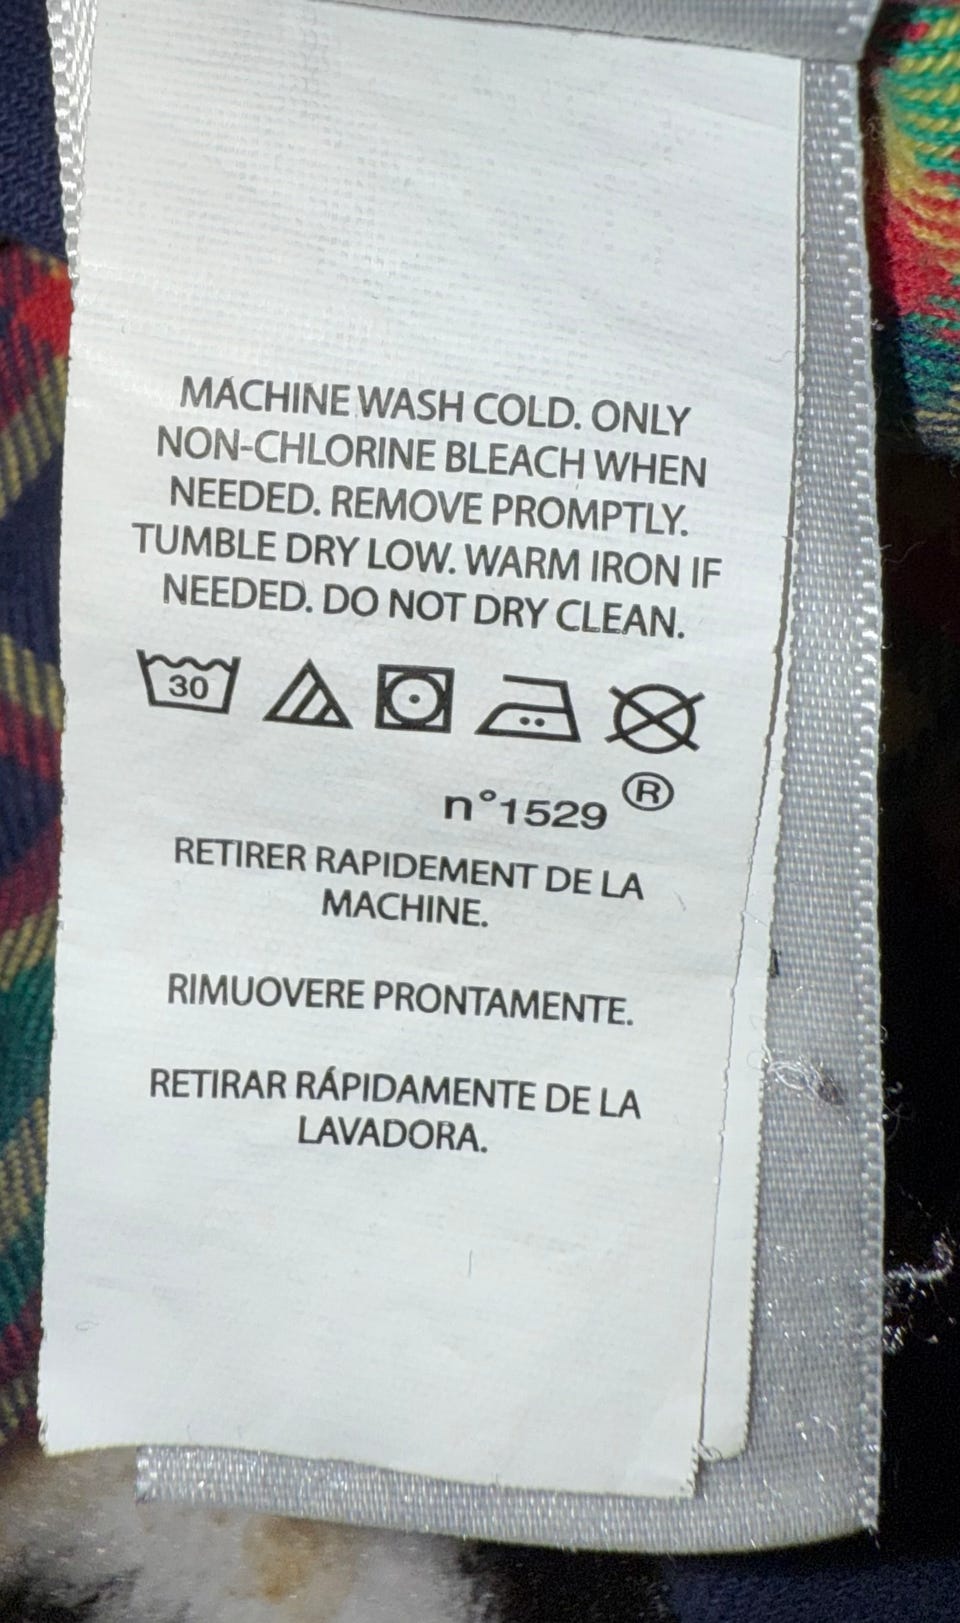 MACHINE WASH COLD. ONLY
NON-CHLORINE BLEACH WHEN
NEEDED. REMOVE PROMPTLY.
TUMBLE DRY LOW. WARM IRON IF
NEEDED. DO NOT DRY CLEAN.
30
n°1529 ®
RETIRER RAPIDEMENT DE LA
MACHINE.
RIMUOVERE PRONTAMENTE.
RETIRAR RÁPIDAMENTE DE LA
LAVADORA.